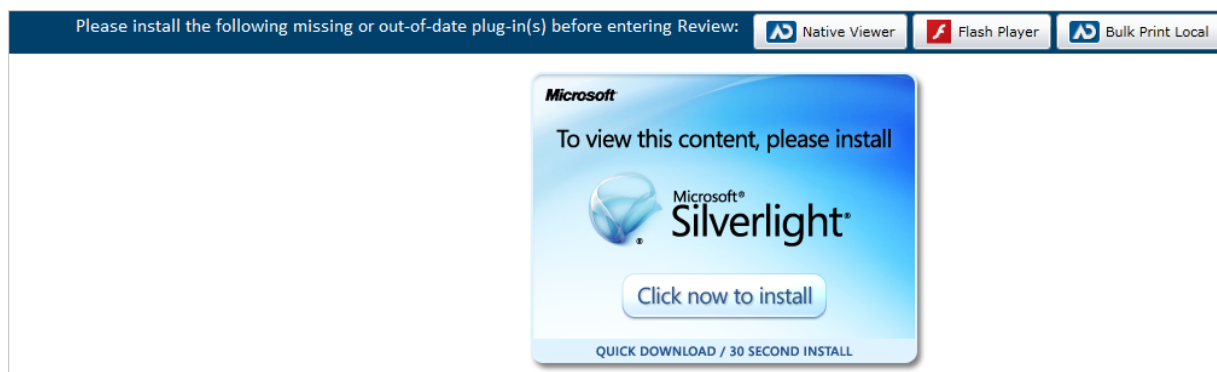 Please install the following missing or out-of-date plug-in(s) before entering Review: Native Viewer Flash Player Bulk Print Local
Microsoft
To view this content, please install
Microsoft®
Silverlight®
®
Click now to install
QUICK DOWNLOAD / 30 SECOND INSTALL